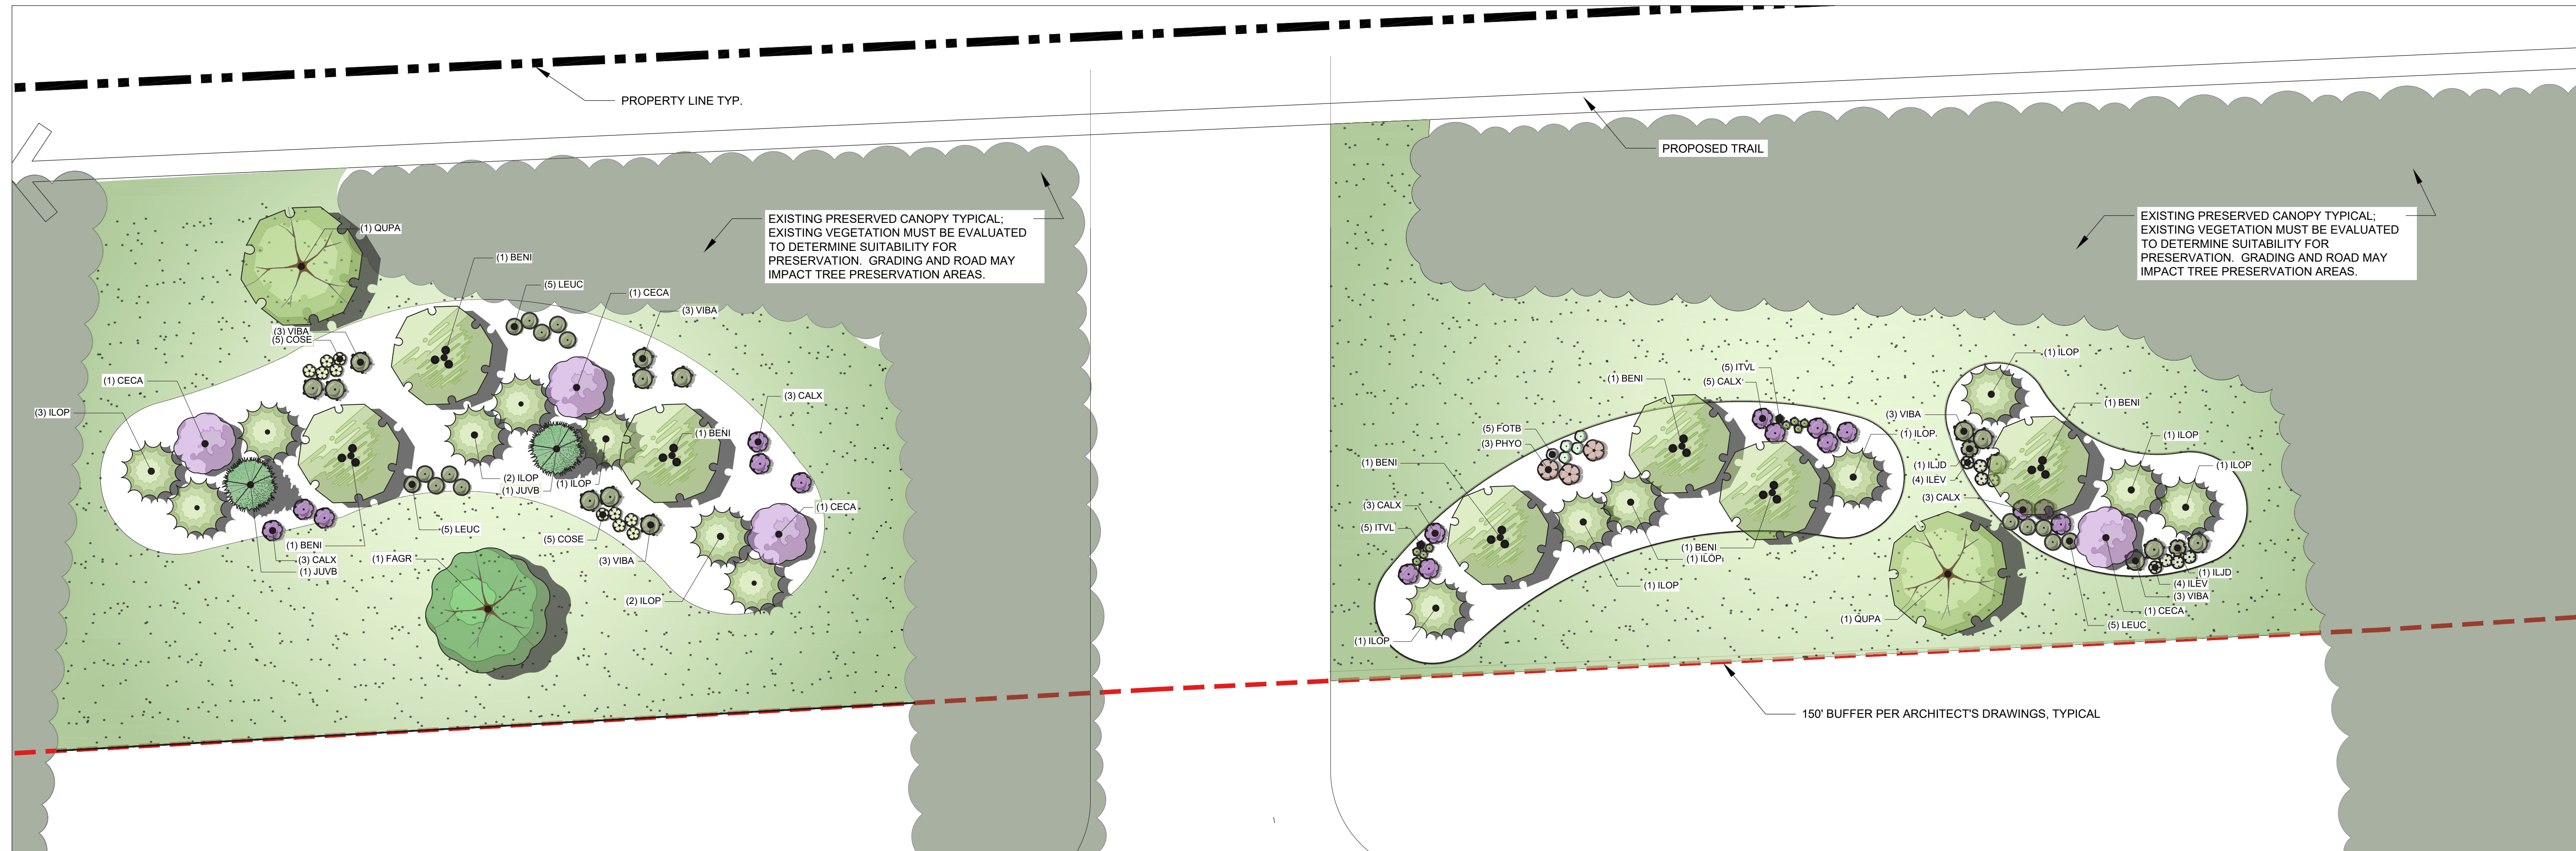 PROPERTY LINE TYP.
PROPOSED TRAIL
EXISTING PRESERVED CANOPY TYPICAL;
EXISTING VEGETATION MUST BE EVALUATED
TO DETERMINE SUITABILITY FOR
PRESERVATION. GRADING AND ROAD MAY
IMPACT TREE PRESERVATION AREAS.
(1) QUPA
(1) BENI
(5) LEUC
(1) CECA
(3) VIBA
(3) VIBA
(5) COSE
(1) CECA
(3) ILOP
(3) CALX
(1) BENI
(2) ILOP
(1) JUVB
(1) ILOP
(1) CECA
(5) LEUC
(5) COSE
(1) BENI
(3) CALX
(1) JUVB
(1) FAGR
(3) VIBA
(2) ILOP
EXISTING PRESERVED CANOPY TYPICAL;
EXISTING VEGETATION MUST BE EVALUATED
TO DETERMINE SUITABILITY FOR
PRESERVATION. GRADING AND ROAD MAY
IMPACT TREE PRESERVATION AREAS.
(1) ILOP
(5) ITVL
(1) BENI
(5) CALX
(3) VIBA
(1) BENI
(5) FOTB
(3) PHYO
(1) ILOP
(1) ILOP
(1) BENI
(1) ILJD
(1) ILOP
(4) ILEV
(3) CALX
(3) CALX
(5) ITVL
(1) BENI
(1) ILOP
(1) ILOP
(1) ILJD
(4) ILEV
(3) VIBA
(1) CECA
(1) QUPA
(5) LEUC
(1) ILOP
150' BUFFER PER ARCHITECT'S DRAWINGS, TYPICAL